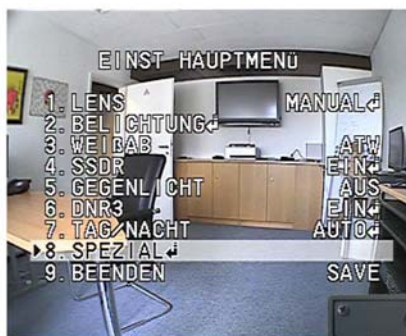 EINST HAUPTMENÜ
1. LENS MANUAL↲
2. BELICHTUNG↲
3. WEIßAB. ATW
4. SSDR EIN↲
5. GEGENLICHT AUS
6. DNR3 EIN↲
7. TAG/NACHT AUTO↲
▶8. SPEZIAL↲
9. BEENDEN SAVE